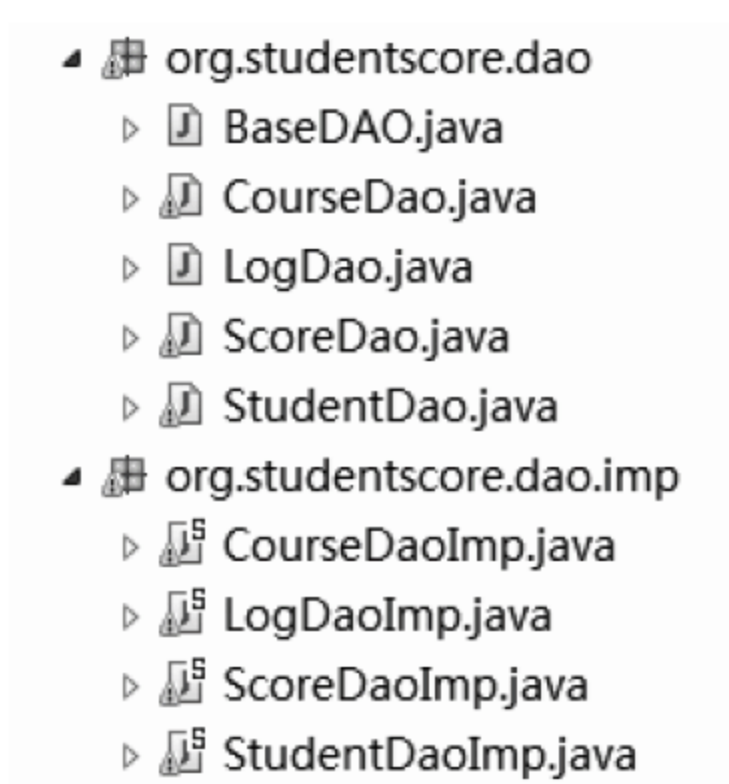 org.studentscore.dao
BaseDAO.java
CourseDao.java
LogDao.java
ScoreDao.java
StudentDao.java
org.studentscore.dao.imp
CourseDaoImp.java
LogDaoImp.java
ScoreDaoImp.java
StudentDaoImp.java